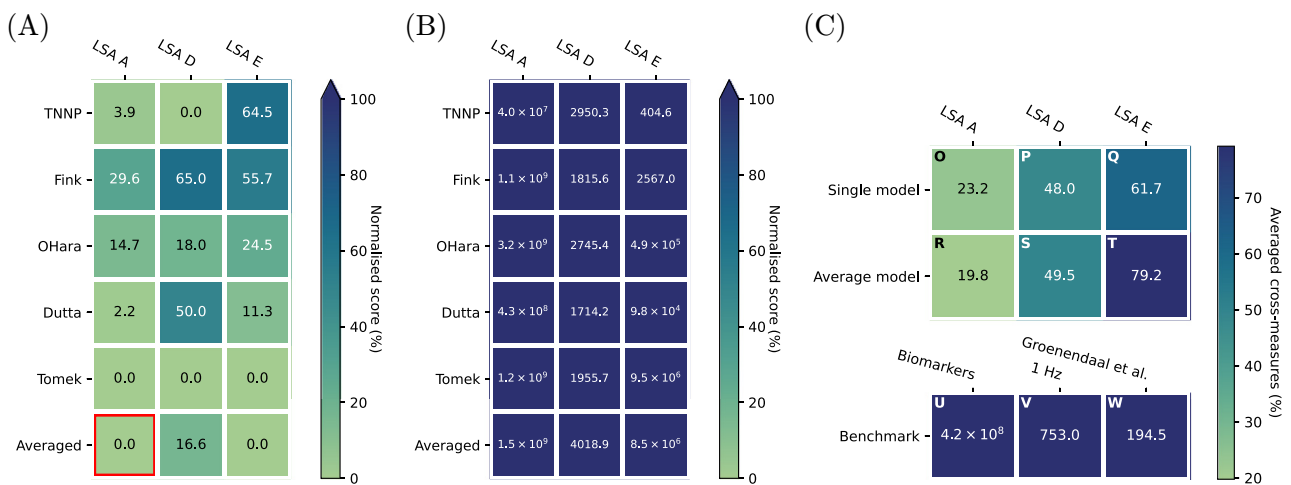 (A)
LSA A LSA D LSA E
TNNP 3.9 0.0 64.5
Fink 29.6 65.0 55.7
OHara 14.7 18.0 24.5
Dutta 2.2 50.0 11.3
Tomek 0.0 0.0 0.0
Averaged 0.0 16.6 0.0
100
80
60
40
20
0
Normalised score (%)
(B)
LSA A LSA D LSA E
TNNP 4.0 × 10⁷ 2950.3 404.6
Fink 1.1 × 10⁹ 1815.6 2567.0
OHara 3.2 × 10⁹ 2745.4 4.9 × 10⁵
Dutta 4.3 × 10⁸ 1714.2 9.8 × 10⁴
Tomek 1.2 × 10⁹ 1955.7 9.5 × 10⁶
Averaged 1.5 × 10⁹ 4018.9 8.5 × 10⁶
100
80
60
40
20
0
Normalised score (%)
(C)
LSA A LSA D LSA E
O P Q
Single model 23.2 48.0 61.7
R S T
Average model 19.8 49.5 79.2
Biomarkers 1 Hz Groenendaal et al.
U V W
Benchmark 4.2 × 10⁸ 753.0 194.5
70
60
50
40
30
20
Averaged cross-measures (%)